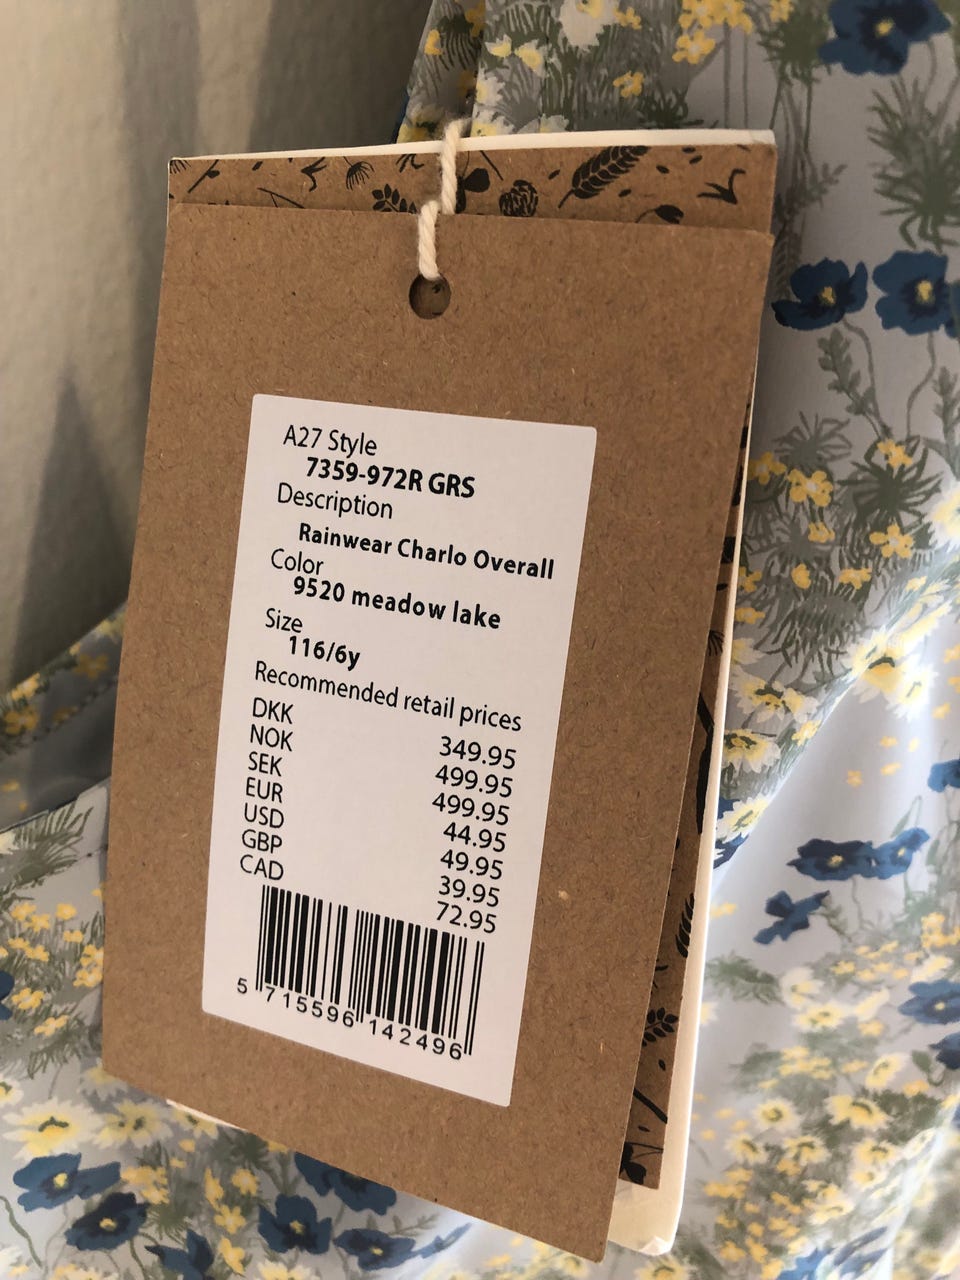 A27 Style
7359-972R GRS
Description
Rainwear Charlo Overall
Color
9520 meadow lake
Size
116/6y
Recommended retail prices
DKK 349.95
NOK 499.95
SEK 499.95
EUR 44.95
USD 49.95
GBP 39.95
CAD 72.95
5 715596 142496